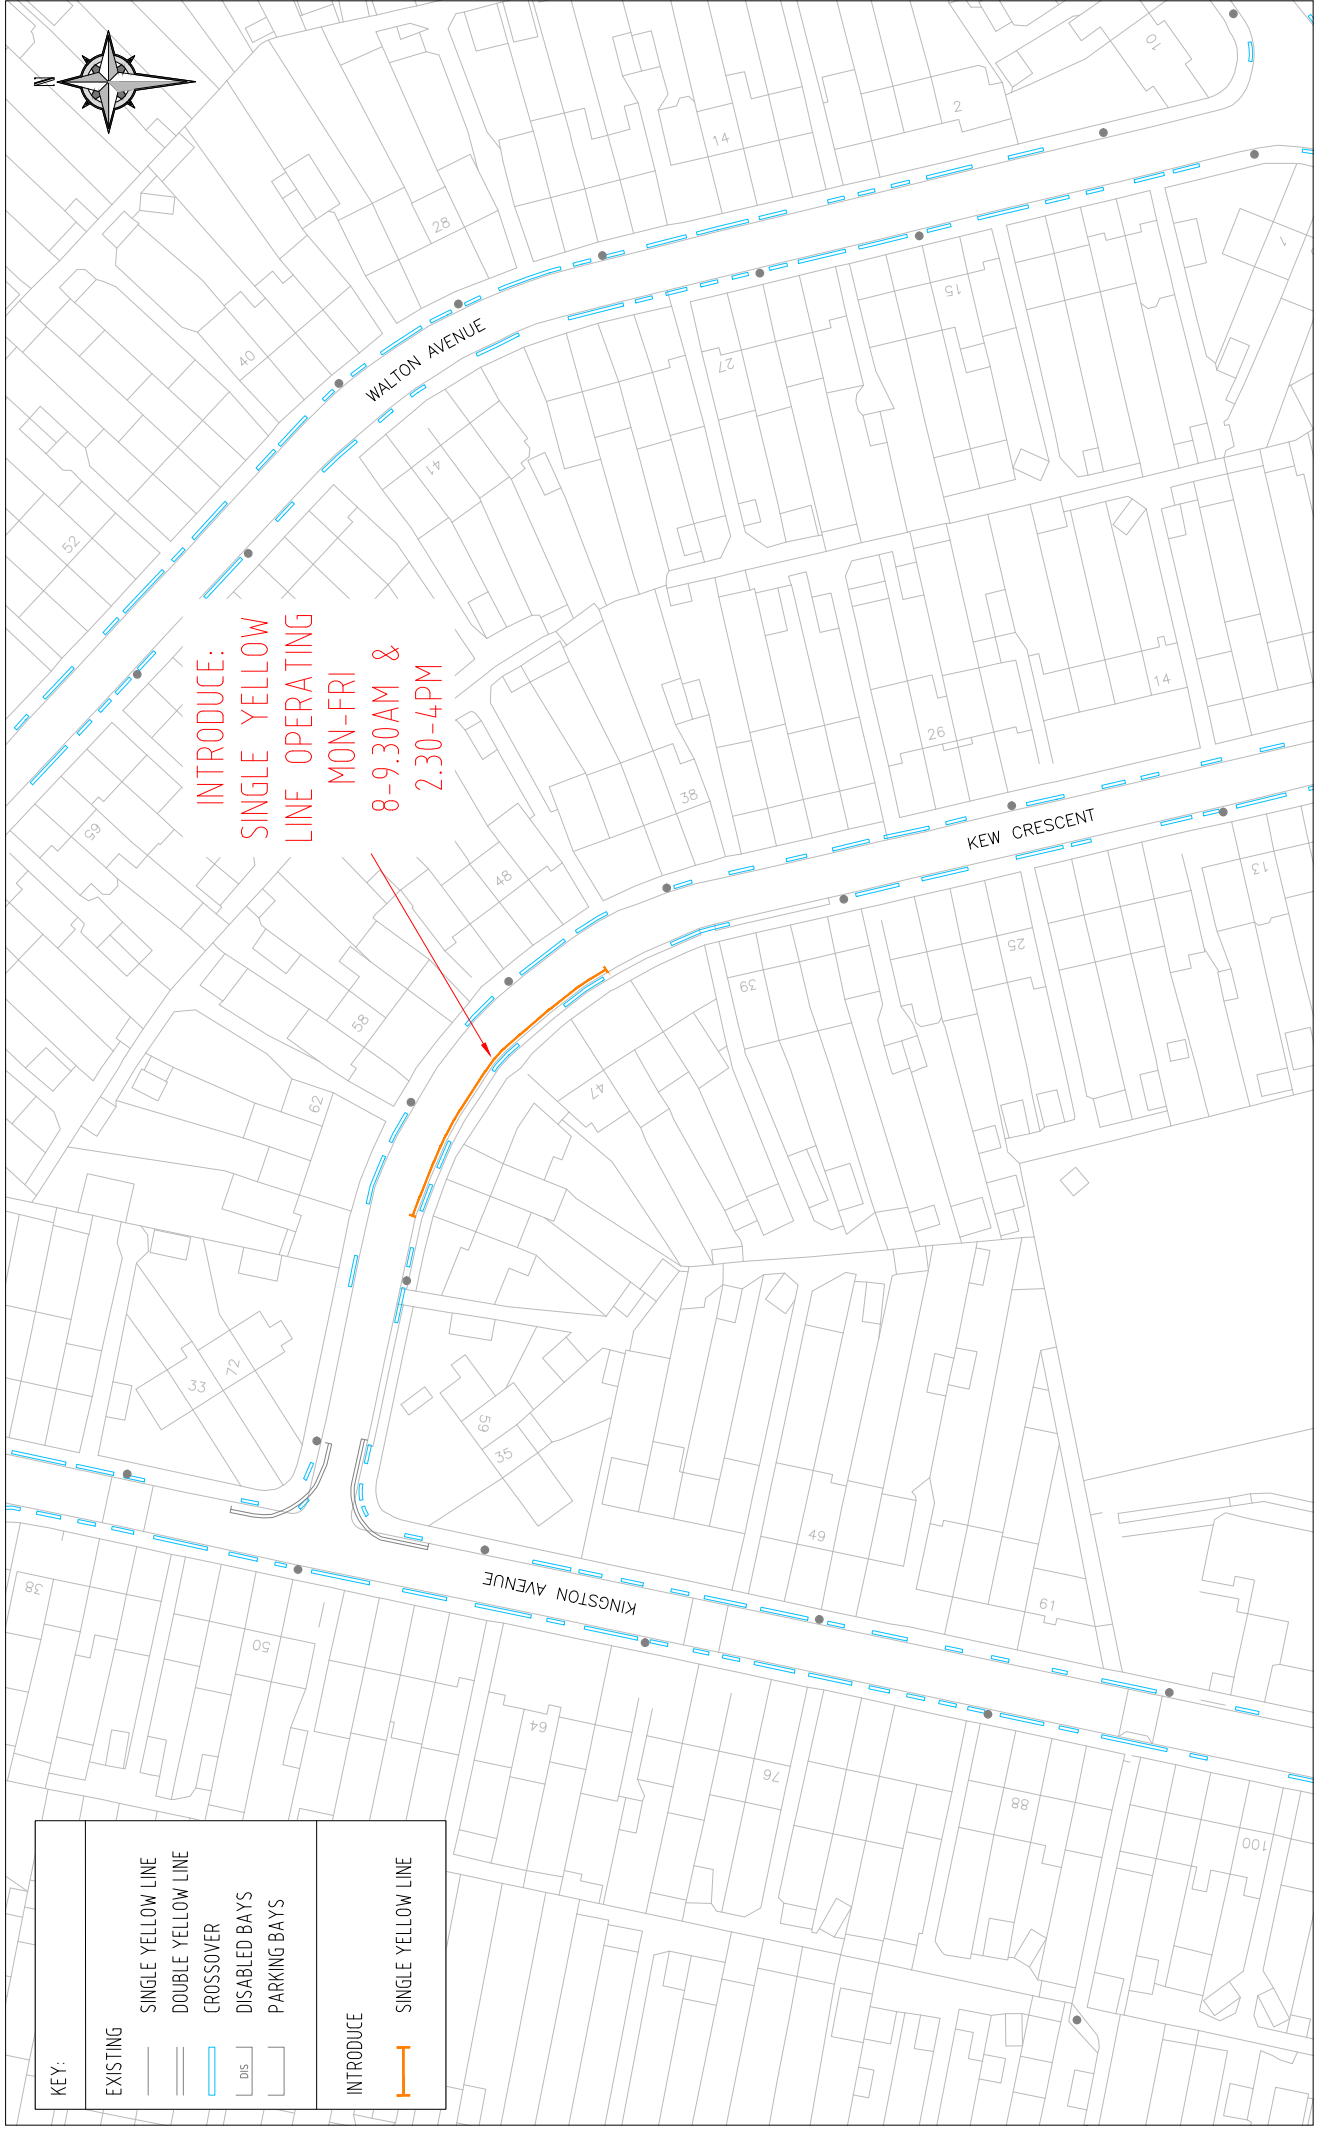 N
INTRODUCE:
SINGLE YELLOW
LINE OPERATING
MON-FRI
8-9.30AM &
2.30-4PM
WALTON AVENUE
KEW CRESCENT
KINGSTON AVENUE
10
2
14
28
40
52
1
15
27
41
65
14
26
38
48
58
62
13
25
39
47
72
33
59
35
49
61
38
50
64
76
88
100
KEY:
EXISTING
SINGLE YELLOW LINE
DOUBLE YELLOW LINE
CROSSOVER
DIS
DISABLED BAYS
PARKING BAYS
INTRODUCE
SINGLE YELLOW LINE